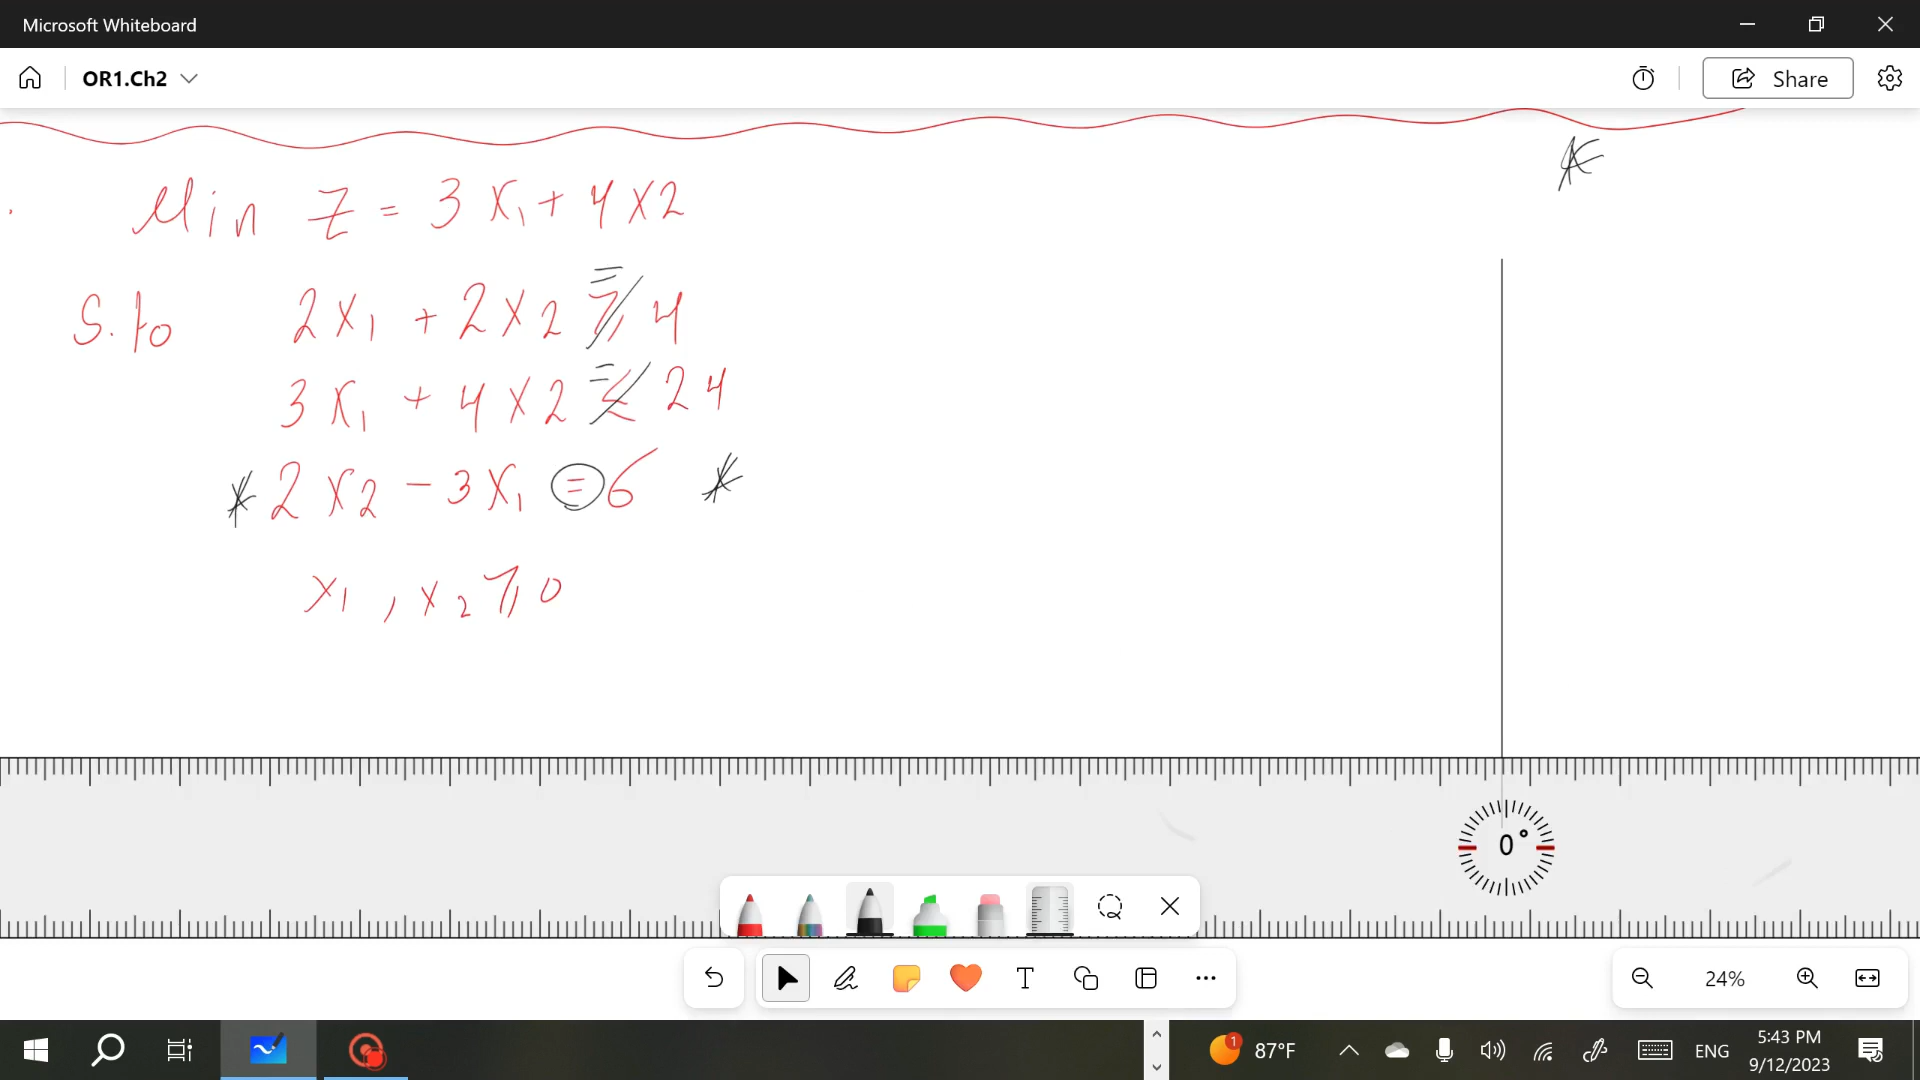 Microsoft Whiteboard
OR1.Ch2
Share
Min Z = 3x₁ + 4x2
S.to 2x₁ + 2x2 ≥ = 4
3x₁ + 4x2 ≤ = 24
* 2x2 - 3x₁ = 6 *
x₁, x₂ ≥ 0
*
0°
T
24%
1
87°F
ENG
5:43 PM
9/12/2023